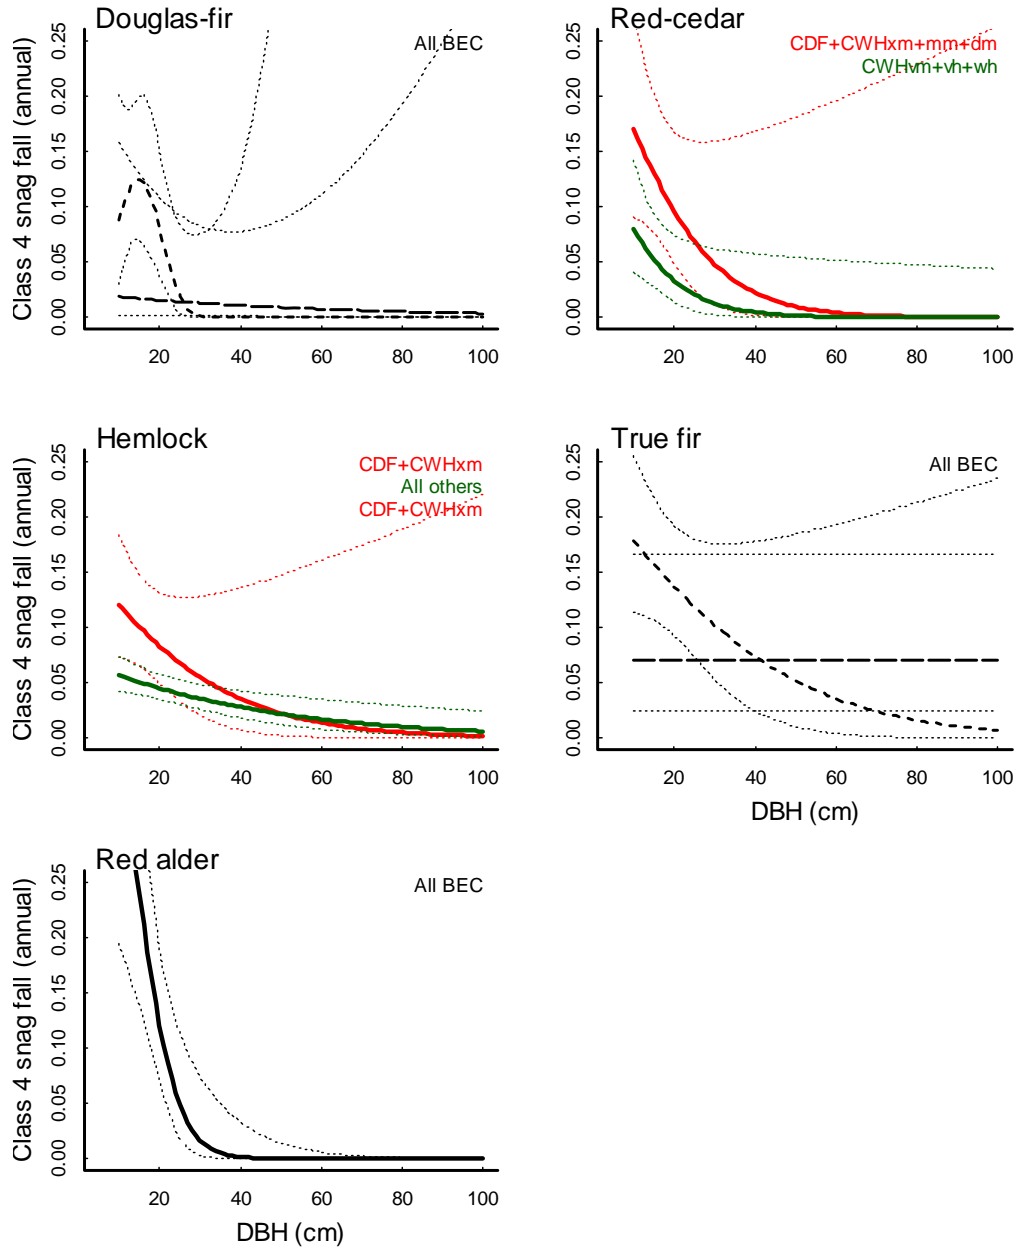 Douglas-fir
All BEC
Class 4 snag fall (annual)
0.00 0.05 0.10 0.15 0.20 0.25
20 40 60 80 100
Red-cedar
CDF+CWHxm+mm+dm
CWHvm+vh+wh
0.00 0.05 0.10 0.15 0.20 0.25
20 40 60 80 100
Hemlock
CDF+CWHxm
All others
CDF+CWHxm
Class 4 snag fall (annual)
0.00 0.05 0.10 0.15 0.20 0.25
20 40 60 80 100
True fir
All BEC
0.00 0.05 0.10 0.15 0.20 0.25
20 40 60 80 100
DBH (cm)
Red alder
All BEC
Class 4 snag fall (annual)
0.00 0.05 0.10 0.15 0.20 0.25
20 40 60 80 100
DBH (cm)